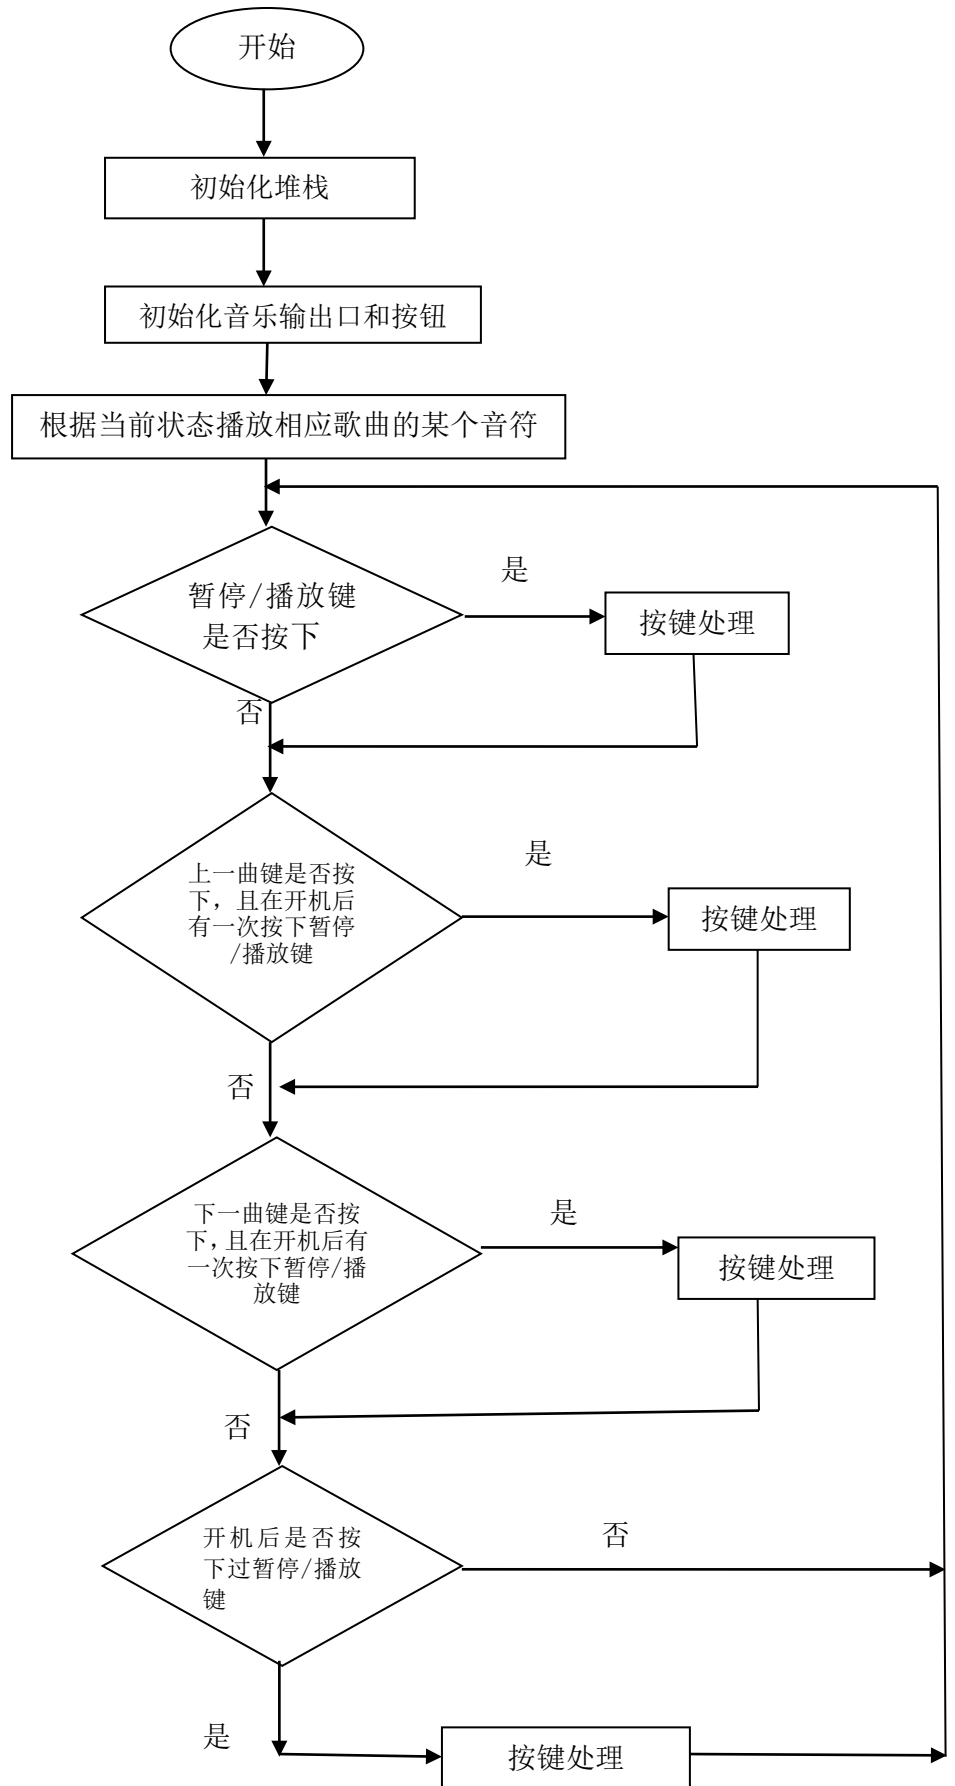 开始
初始化堆栈
初始化音乐输出口和按钮
根据当前状态播放相应歌曲的某个音符
是
暂停/播放键
是否按下
按键处理
否
是
上一曲键是否按
下，且在开机后
有一次按下暂停
/播放键
按键处理
否
是
下一曲键是否按
下，且在开机后有
一次按下暂停/播
放键
按键处理
否
否
开机后是否按
下过暂停/播放
键
是
按键处理